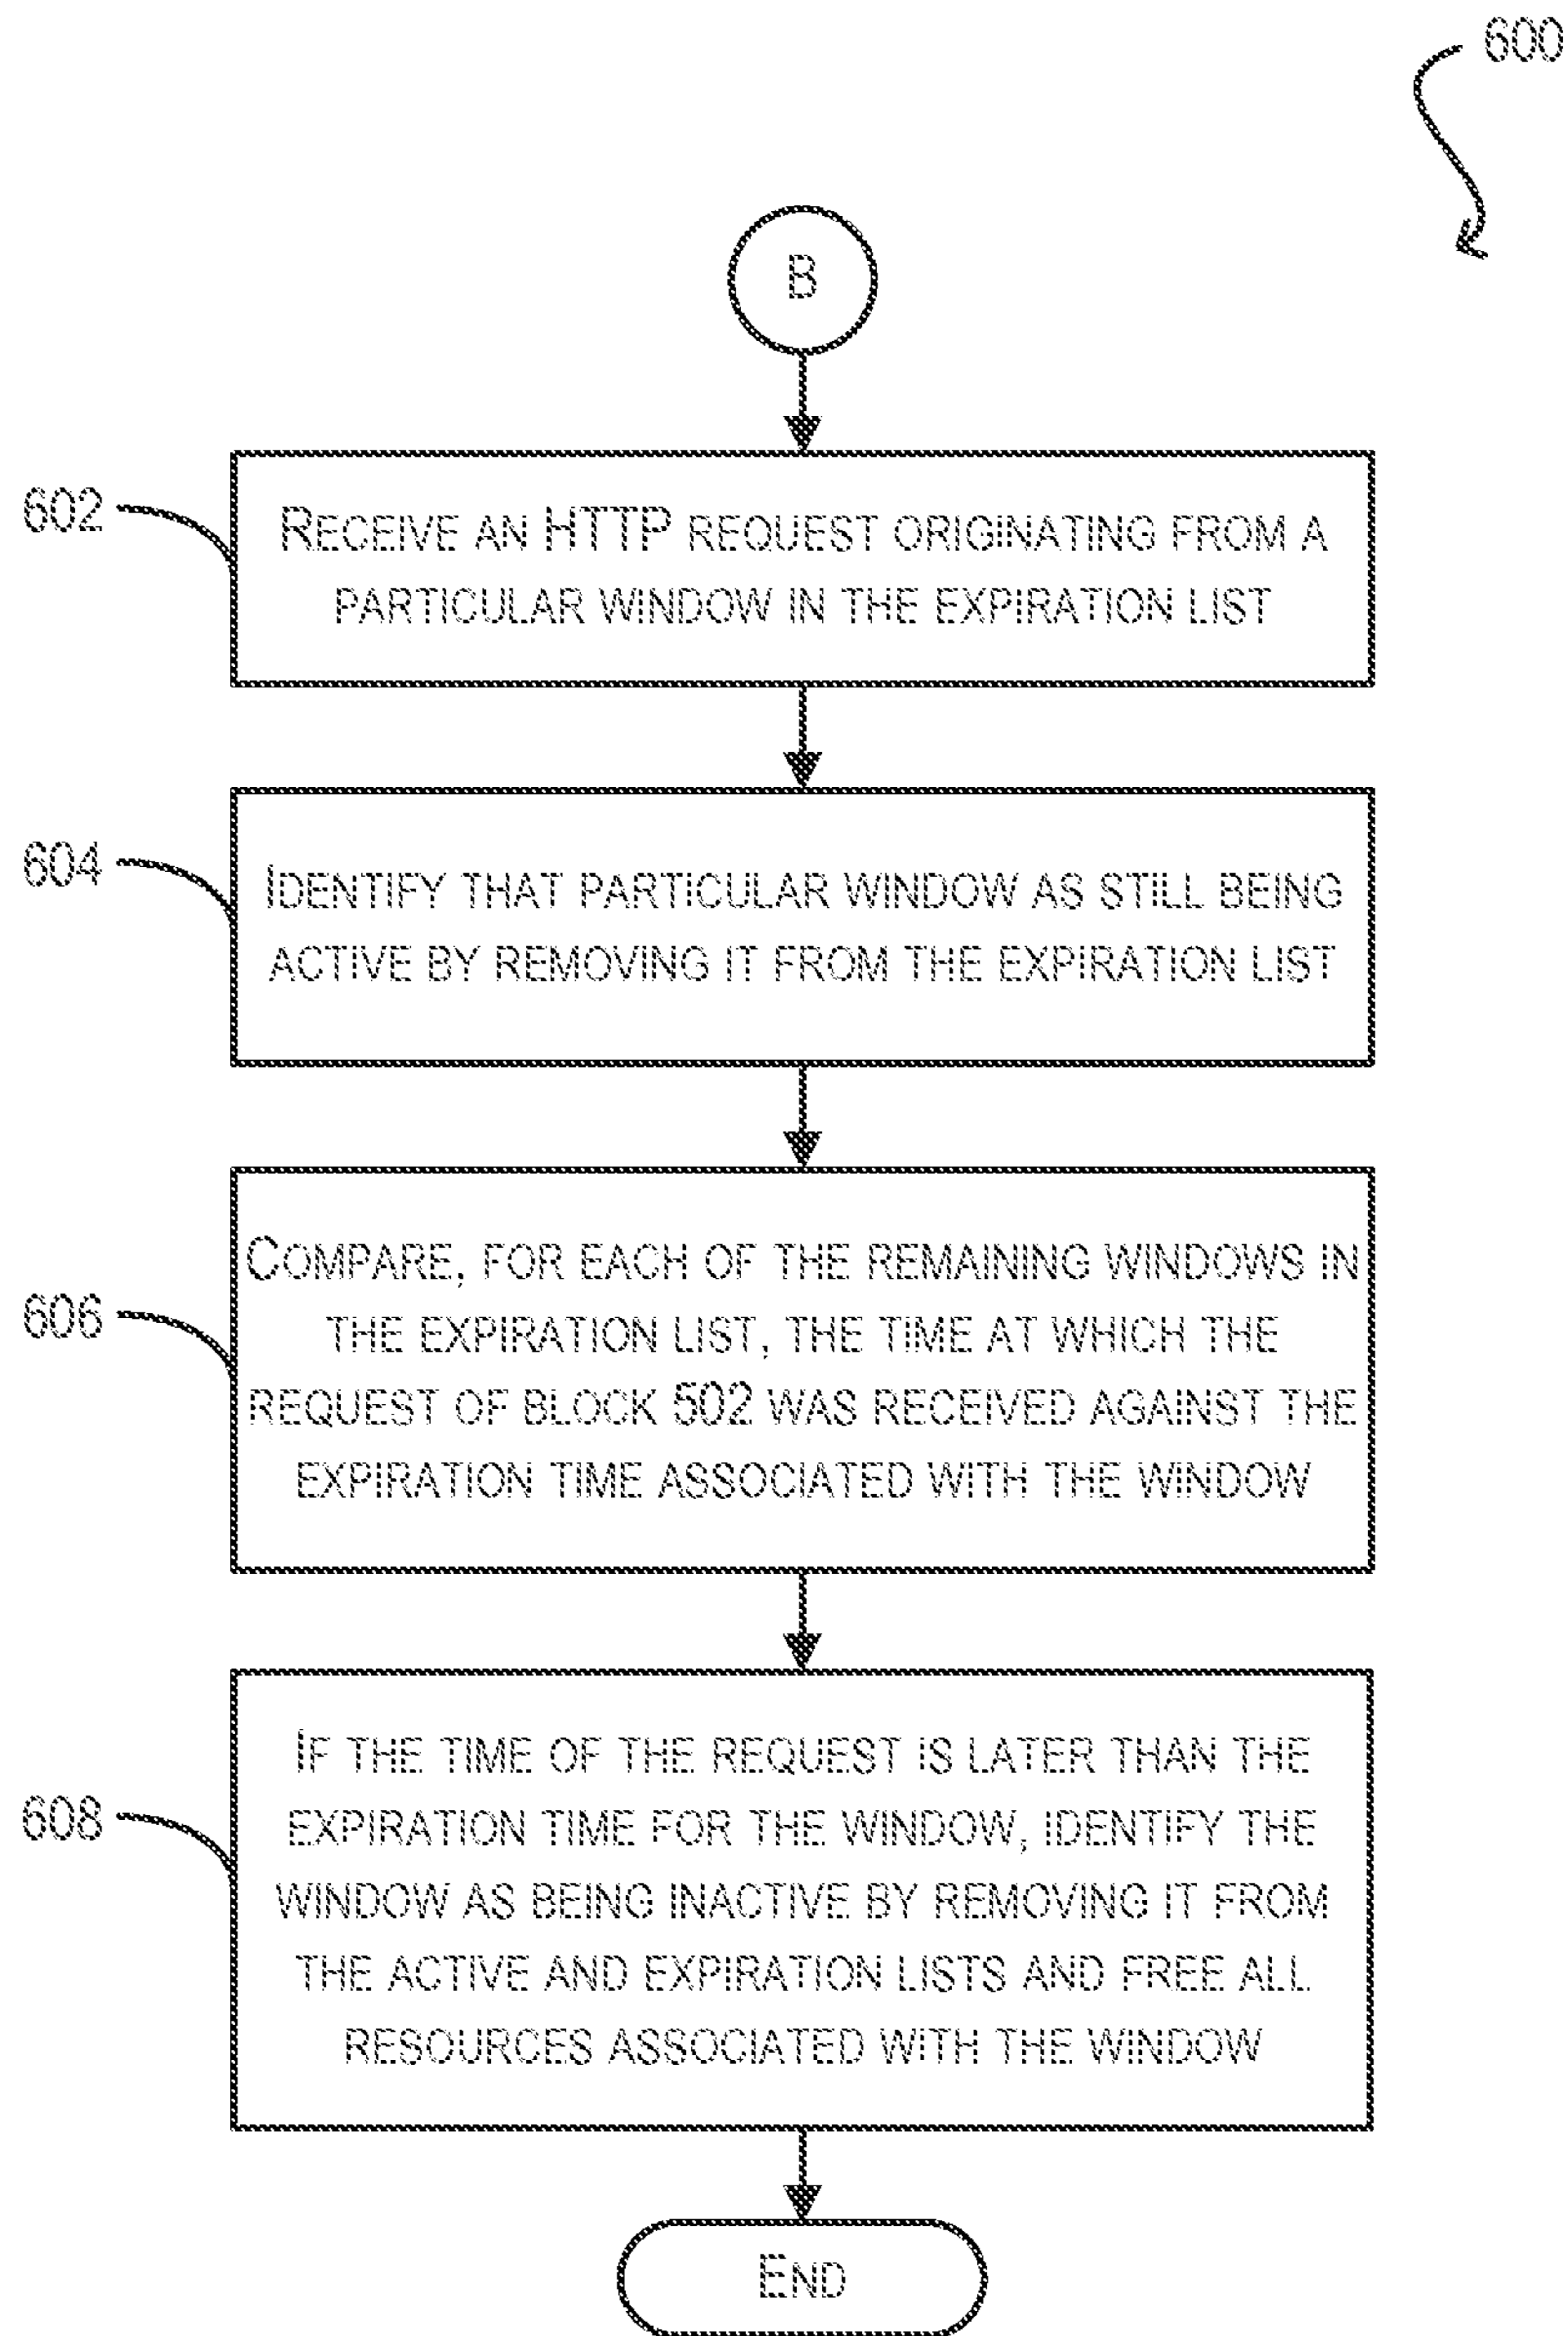 600
B
602
RECEIVE AN HTTP REQUEST ORIGINATING FROM A
PARTICULAR WINDOW IN THE EXPIRATION LIST
604
IDENTIFY THAT PARTICULAR WINDOW AS STILL BEING
ACTIVE BY REMOVING IT FROM THE EXPIRATION LIST
606
COMPARE, FOR EACH OF THE REMAINING WINDOWS IN
THE EXPIRATION LIST, THE TIME AT WHICH THE
REQUEST OF BLOCK 502 WAS RECEIVED AGAINST THE
EXPIRATION TIME ASSOCIATED WITH THE WINDOW
608
IF THE TIME OF THE REQUEST IS LATER THAN THE
EXPIRATION TIME FOR THE WINDOW, IDENTIFY THE
WINDOW AS BEING INACTIVE BY REMOVING IT FROM
THE ACTIVE AND EXPIRATION LISTS AND FREE ALL
RESOURCES ASSOCIATED WITH THE WINDOW
END